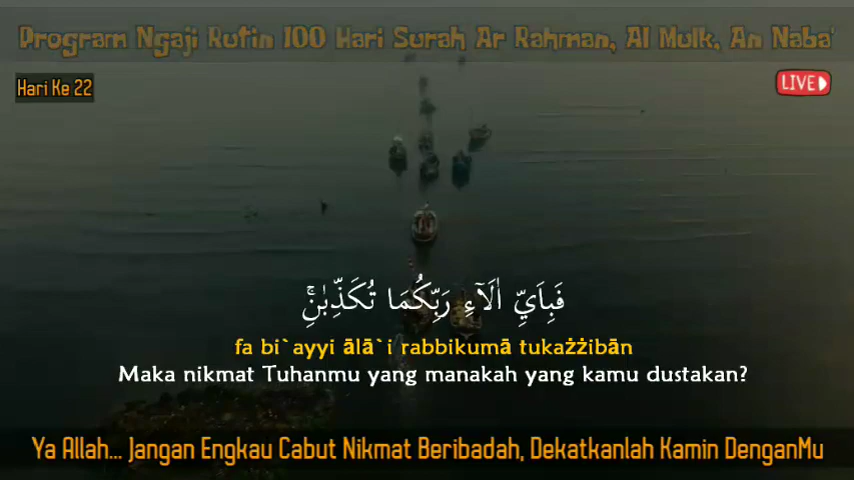 Program Ngaji Rutin 100 Hari Surah Ar Rahman, Al Mulk, An Naba'
Hari Ke 22
LIVE
فَبِاَيِّ اٰلَاۤءِ رَبِّكُمَا تُكَذِّبٰنِۚ
fa bi`ayyi ālā`i rabbikumā tukażżibān
Maka nikmat Tuhanmu yang manakah yang kamu dustakan?
Ya Allah... Jangan Engkau Cabut Nikmat Beribadah, Dekatkanlah Kamin DenganMu